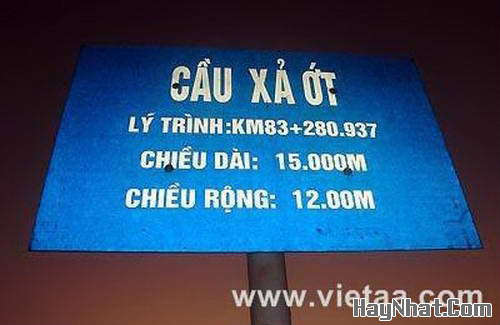 CẦU XẢ ỚT
LÝ TRÌNH:KM83+280.937
CHIỀU DÀI: 15.000M
CHIỀU RỘNG: 12.00M
www.vietaa.com
HayNhat.Com